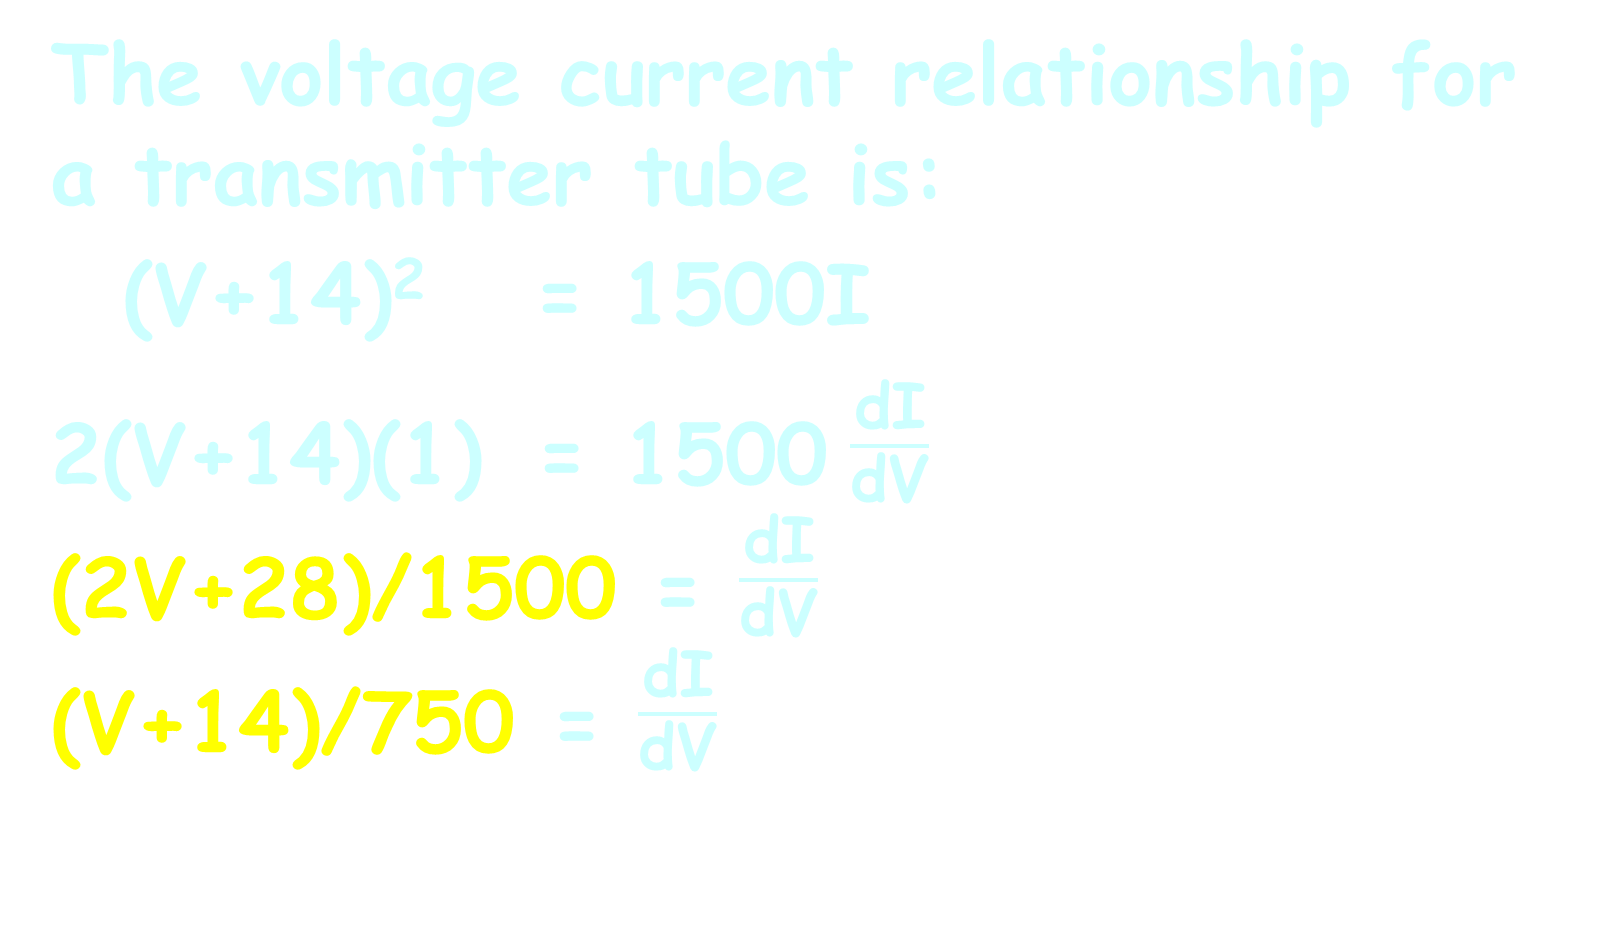 The voltage current relationship for
a transmitter tube is:
(V+14)² = 1500I
2(V+14)(1) = 1500 dI/dV
(2V+28)/1500 = dI/dV
(V+14)/750 = dI/dV